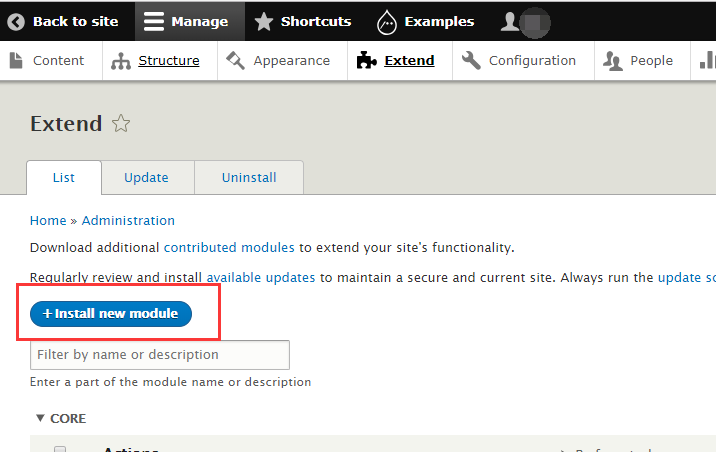 Back to site Manage Shortcuts Examples
Content Structure Appearance Extend Configuration People
Extend
List Update Uninstall
Home » Administration
Download additional contributed modules to extend your site's functionality.
Regularly review and install available updates to maintain a secure and current site. Always run the update
+Install new module
Filter by name or description
Enter a part of the module name or description
▼ CORE
Actions